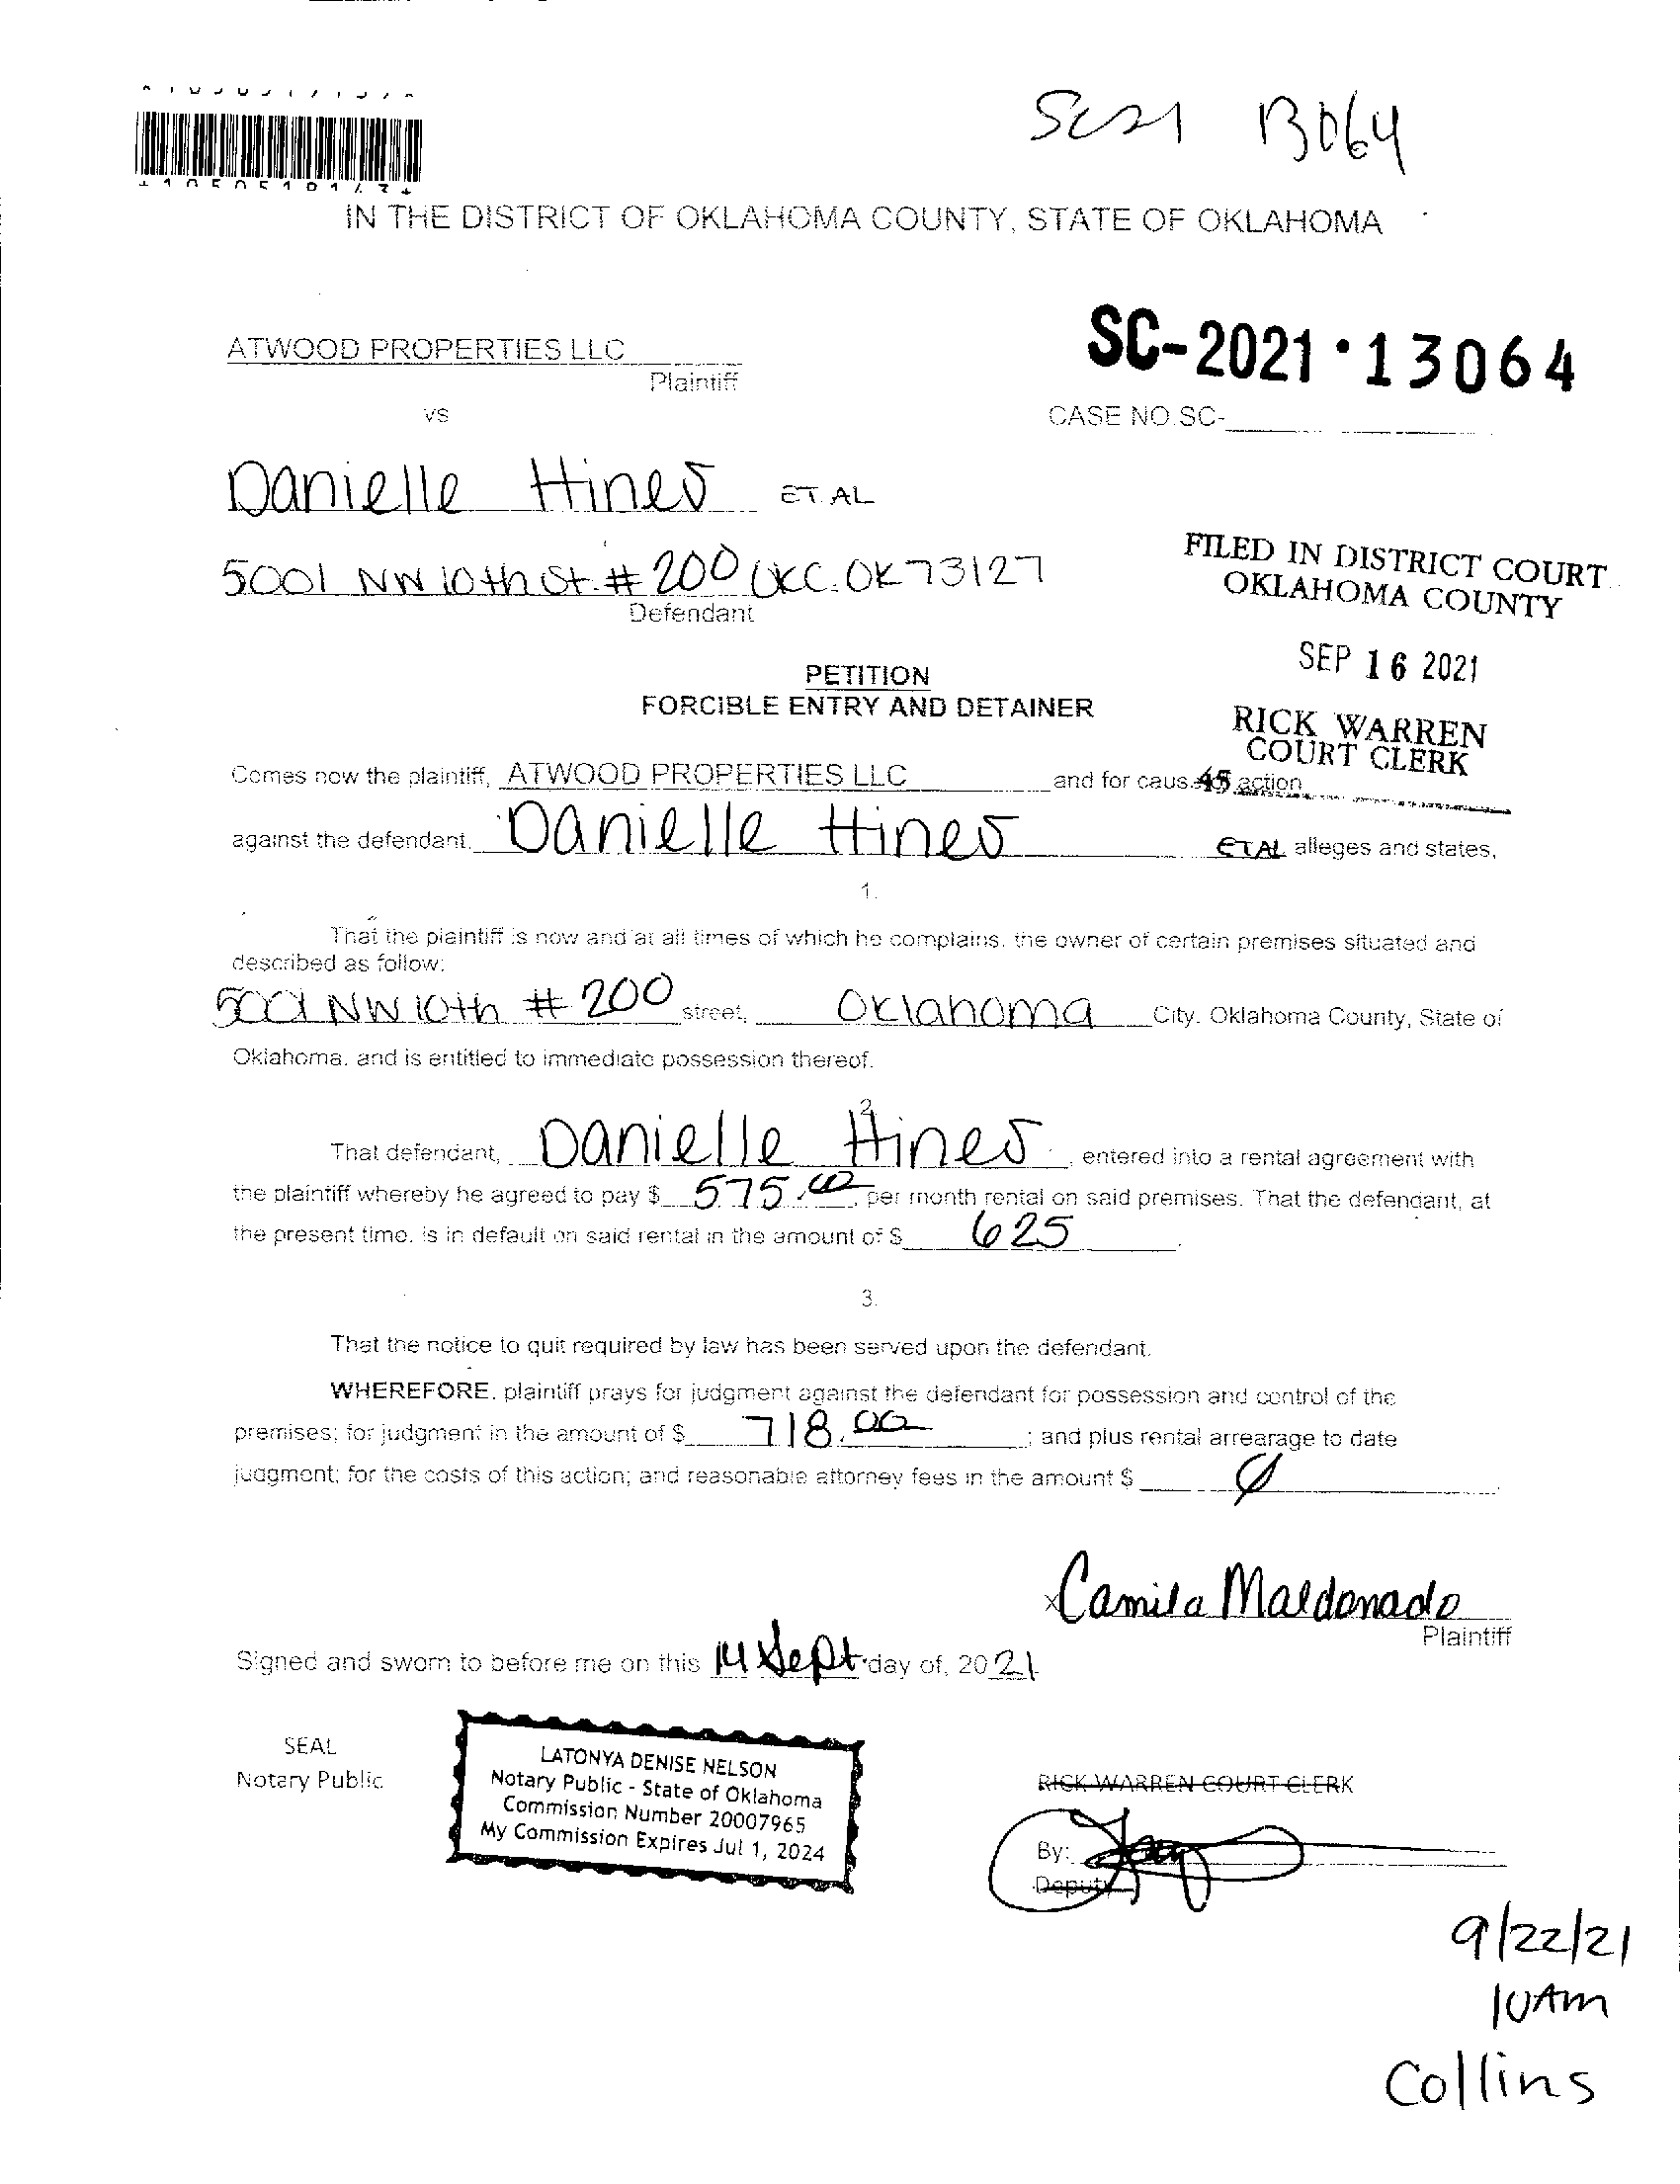 SC21 13064
IN THE DISTRICT OF OKLAHOMA COUNTY, STATE OF OKLAHOMA
ATWOOD PROPERTIES LLC
Plaintiff
SC-2021-13064
vs
CASE NO.SC-
Danielle Hines ET. AL
5001 NW 10th St. # 200 OKC. OK 73127
Defendant
FILED IN DISTRICT COURT
OKLAHOMA COUNTY
SEP 16 2021
RICK WARREN
COURT CLERK
45
PETITION
FORCIBLE ENTRY AND DETAINER
Comes now the plaintiff, ATWOOD PROPERTIES LLC and for caus action
against the defendant, Danielle Hines ETAL alleges and states,
1.
That the plaintiff is now and at all times of which he complains, the owner of certain premises situated and
described as follow:
5001 NW 10th # 200 street, Oklahoma City, Oklahoma County, State of
Oklahoma, and is entitled to immediate possession thereof.
2.
That defendant, Danielle Hines, entered into a rental agreement with
the plaintiff whereby he agreed to pay $ 575.00, per month rental on said premises. That the defendant, at
the present time, is in default on said rental in the amount of $ 625.
3.
That the notice to quit required by law has been served upon the defendant.
WHEREFORE, plaintiff prays for judgment against the defendant for possession and control of the
premises; for judgment in the amount of $ 718.00; and plus rental arrearage to date
judgment; for the costs of this action; and reasonable attorney fees in the amount $ Ø
x Camila Maldonado
Plaintiff
Signed and sworn to before me on this 14 Sept day of, 2021
SEAL
Notary Public
LATONYA DENISE NELSON
Notary Public - State of Oklahoma
Commission Number 20007965
My Commission Expires Jul 1, 2024
RICK WARREN COURT CLERK
By:
Deputy
9/22/21
10AM
Collins